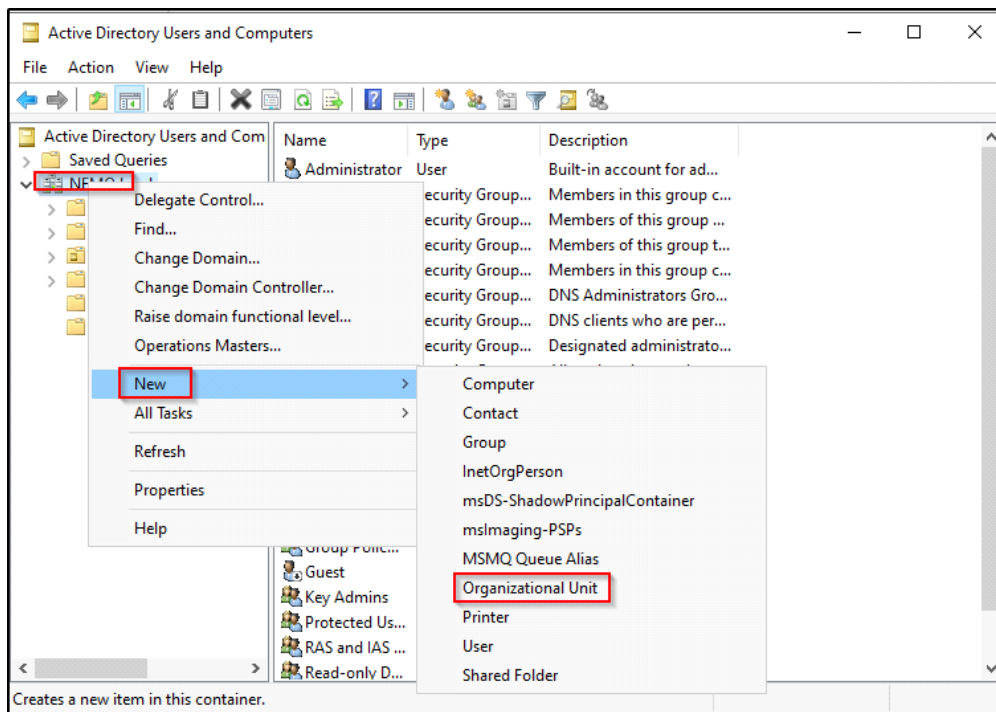 Active Directory Users and Computers
File Action View Help
Active Directory Users and Com
Saved Queries
Name Type Description
Administrator User Built-in account for ad...
ecurity Group... Members in this group c...
ecurity Group... Members of this group ...
ecurity Group... Members of this group t...
ecurity Group... Members in this group c...
ecurity Group... DNS Administrators Gro...
ecurity Group... DNS clients who are per...
ecurity Group... Designated administrato...
Group Polic...
Guest
Key Admins
Protected Us...
RAS and IAS ...
Read-only D...
Delegate Control...
Find...
Change Domain...
Change Domain Controller...
Raise domain functional level...
Operations Masters...
New
All Tasks
Refresh
Properties
Help
Computer
Contact
Group
InetOrgPerson
msDS-ShadowPrincipalContainer
msImaging-PSPs
MSMQ Queue Alias
Organizational Unit
Printer
User
Shared Folder
Creates a new item in this container.